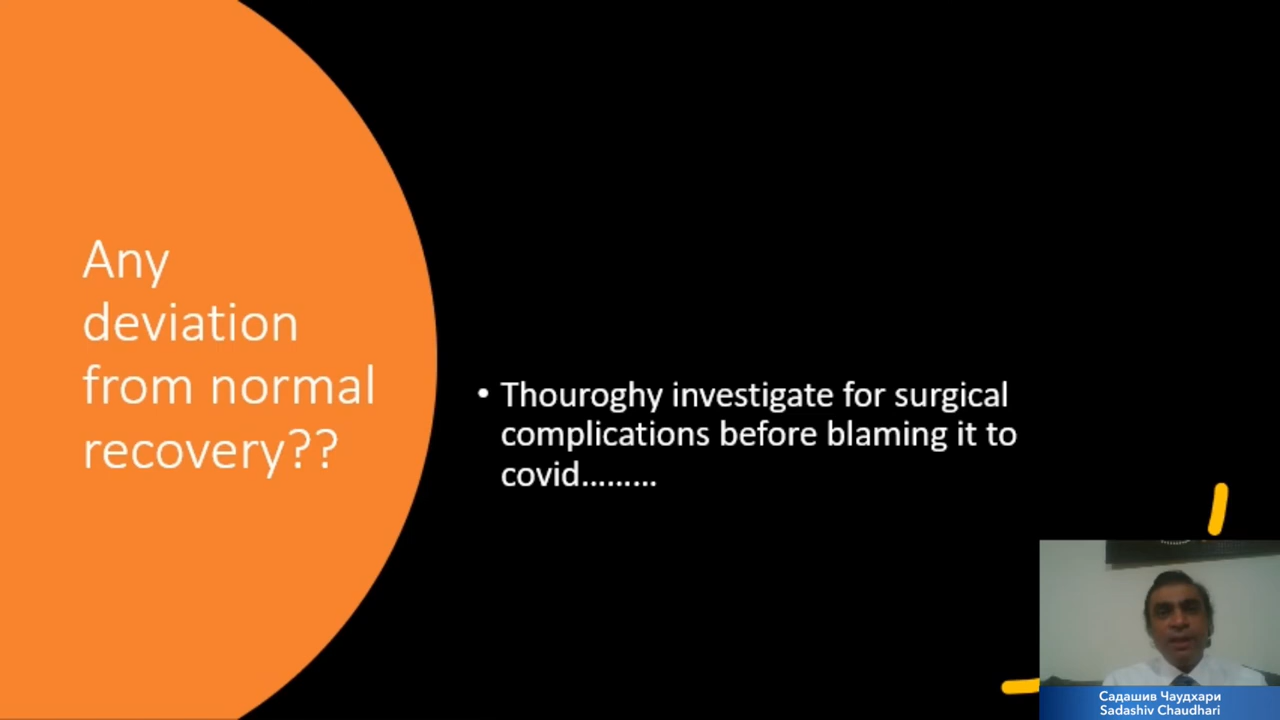 Any
deviation
from normal
recovery??
• Thouroghy investigate for surgical
complications before blaming it to
covid.........
Садашив Чаудхари
Sadashiv Chaudhari